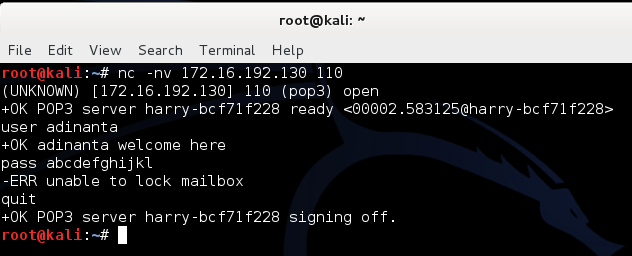 root@kali: ~
File Edit View Search Terminal Help
root@kali:~# nc -nv 172.16.192.130 110
(UNKNOWN) [172.16.192.130] 110 (pop3) open
+OK POP3 server harry-bcf71f228 ready <00002.583125@harry-bcf71f228>
user adinanta
+OK adinanta welcome here
pass abcdefghijkl
-ERR unable to lock mailbox
quit
+OK POP3 server harry-bcf71f228 signing off.
root@kali:~#